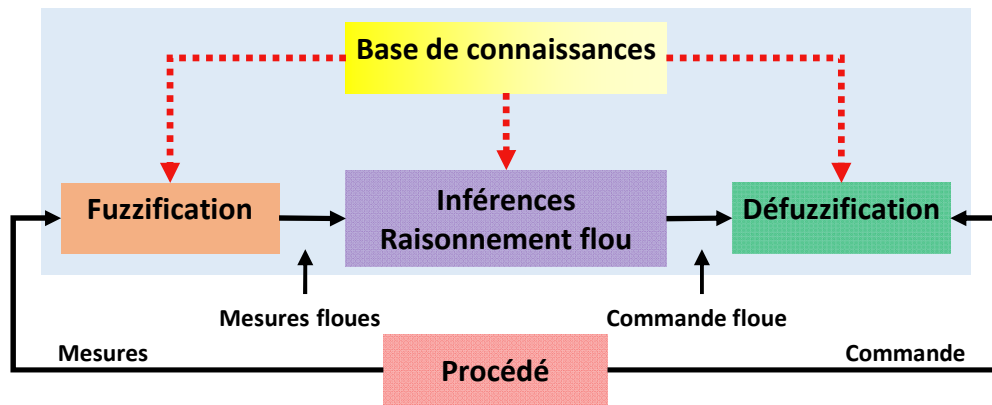 Base de connaissances
Fuzzification
Inférences
Raisonnement flou
Défuzzification
Mesures floues
Commande floue
Mesures
Procédé
Commande